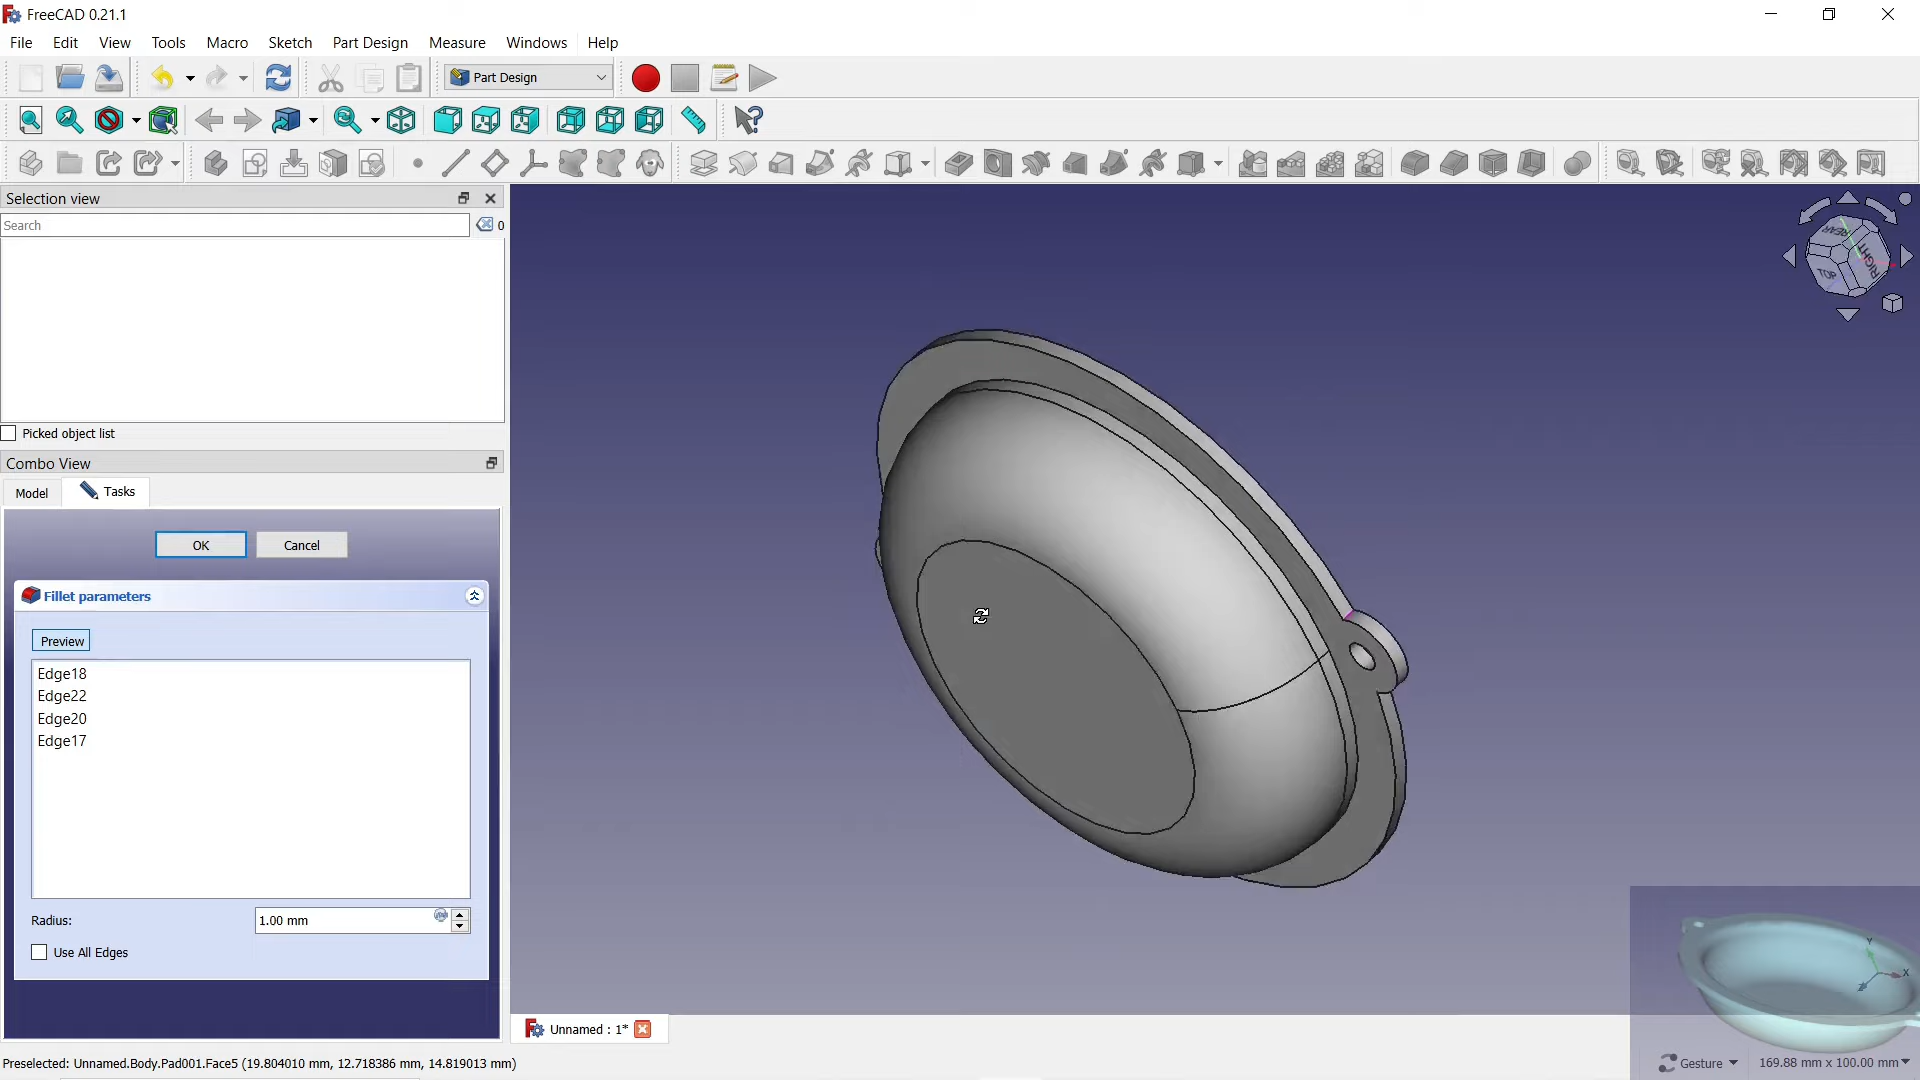 FreeCAD 0.21.1
File Edit View Tools Macro Sketch Part Design Measure Windows Help
Part Design
Selection view
Search
0
Picked object list
Combo View
Model Tasks
OK Cancel
Fillet parameters
Preview
Edge18
Edge22
Edge20
Edge17
Radius: 1.00 mm
Use All Edges
REAR
RIGHT
TOP
Y
X
Z
Unnamed : 1*
Preselected: Unnamed.Body.Pad001.Face5 (19.804010 mm, 12.718386 mm, 14.819013 mm)
Gesture
169.88 mm x 100.00 mm